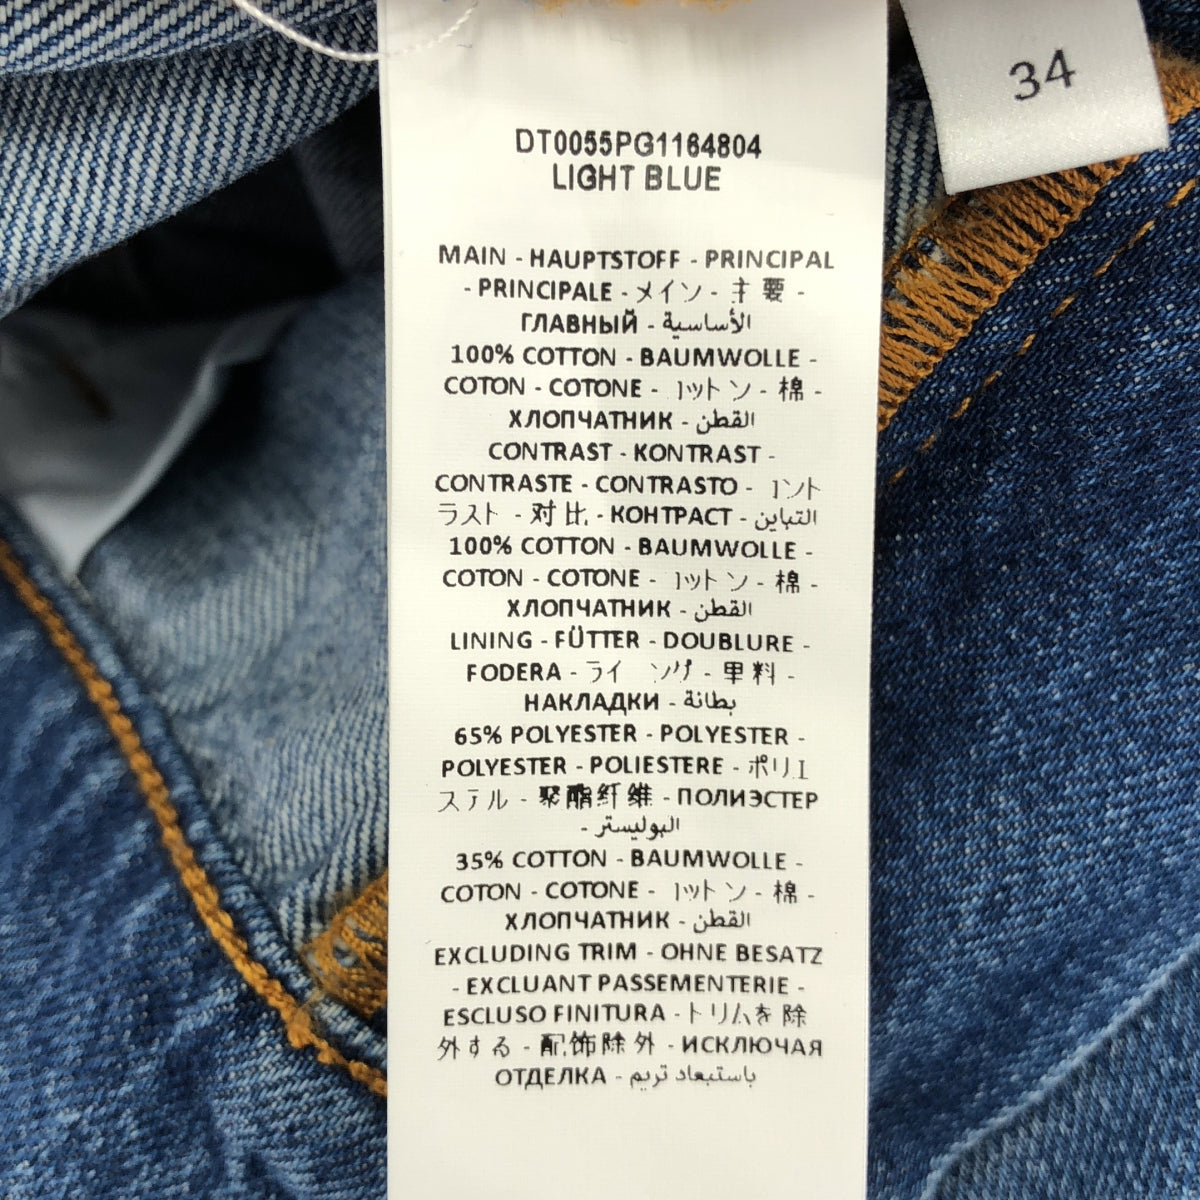 34
DT0055PG1164804
LIGHT BLUE
MAIN - HAUPTSTOFF - PRINCIPAL
- PRINCIPALE - メイン - 主要 -
ГЛАВНЫЙ - الأساسية
100% COTTON - BAUMWOLLE -
COTON - COTONE - コットン - 棉 -
ХЛОПЧАТНИК - القطن
CONTRAST - KONTRAST -
CONTRASTE - CONTRASTO - コント
ラスト - 对比 - КОНТРАСТ - التباين
100% COTTON - BAUMWOLLE -
COTON - COTONE - コットン - 棉 -
ХЛОПЧАТНИК - القطن
LINING - FÜTTER - DOUBLURE -
FODERA - ライニング - 里料 -
НАКЛАДКИ - بطانة
65% POLYESTER - POLYESTER -
POLYESTER - POLIESTERE - ポリエ
ステル - 聚酯纤维 - ПОЛИЭСТЕР
- البوليستر
35% COTTON - BAUMWOLLE -
COTON - COTONE - コットン - 棉 -
ХЛОПЧАТНИК - القطن
EXCLUDING TRIM - OHNE BESATZ
- EXCLUANT PASSEMENTERIE -
ESCLUSO FINITURA - トリムを除
外する - 配饰除外 - ИСКЛЮЧАЯ
ОТДЕЛКА - باستبعاد تريم